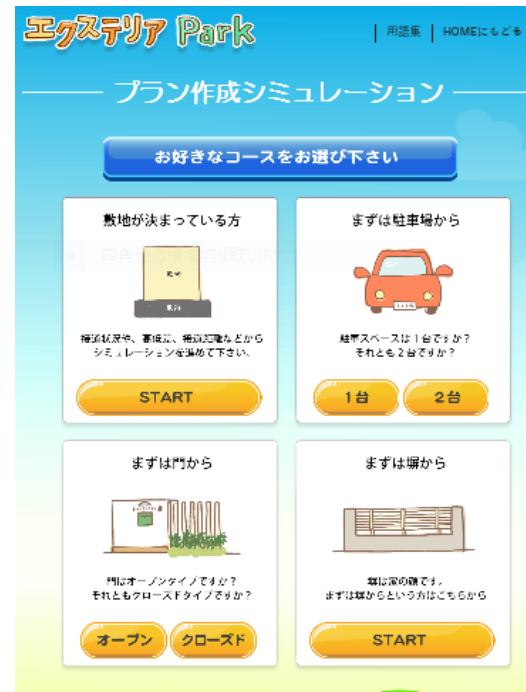 エクステリア Park
用語集
HOMEにもどる
プラン作成シミュレーション
お好きなコースをお選び下さい
敷地が決まっている方
接道状況や、高低差、接道距離などから
シミュレーションを進めて下さい。
START
まずは駐車場から
駐車スペースは1台ですか?
それとも2台ですか?
1台
2台
まずは門から
門はオープンタイプですか?
それともクローズドタイプですか?
オープン
クローズド
まずは塀から
塀は家の顔です。
まずは塀からという方はこちらから
START